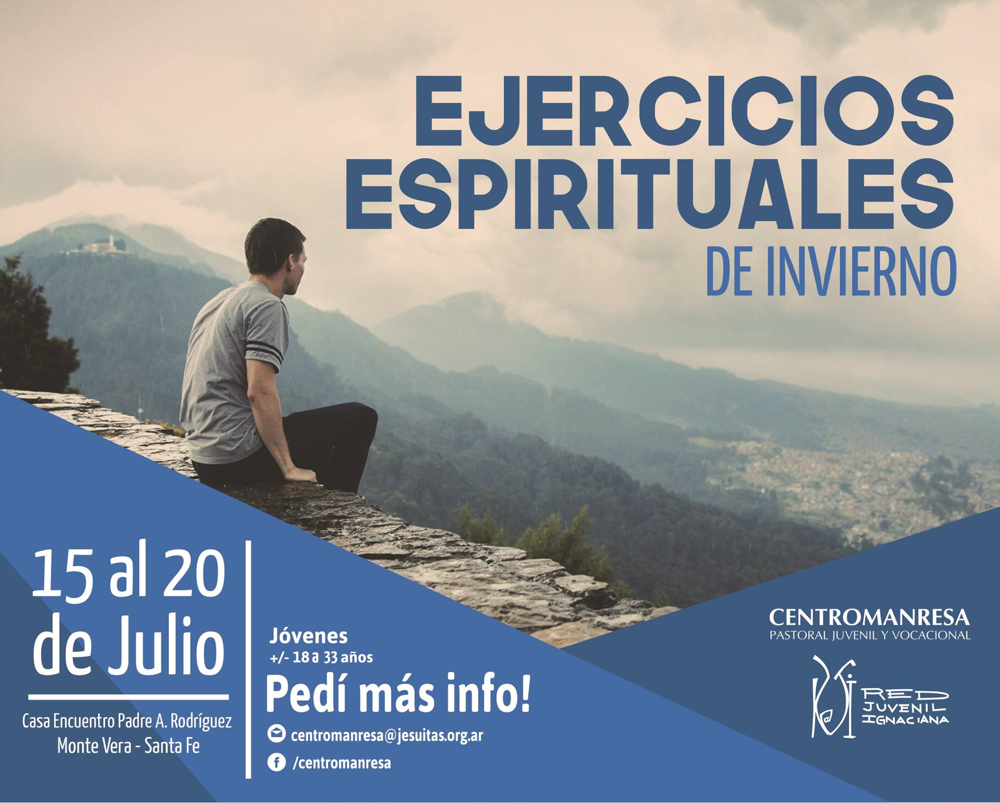 EJERCICIOS
ESPIRITUALES
DE INVIERNO
15 al 20
de Julio
Casa Encuentro Padre A. Rodríguez
Monte Vera - Santa Fe
Jóvenes
+/- 18 a 33 años
Pedí más info!
centromanresa@jesuitas.org.ar
/centromanresa
CENTROMANRESA
PASTORAL JUVENIL Y VOCACIONAL
RED
JUVENIL
IGNACIANA